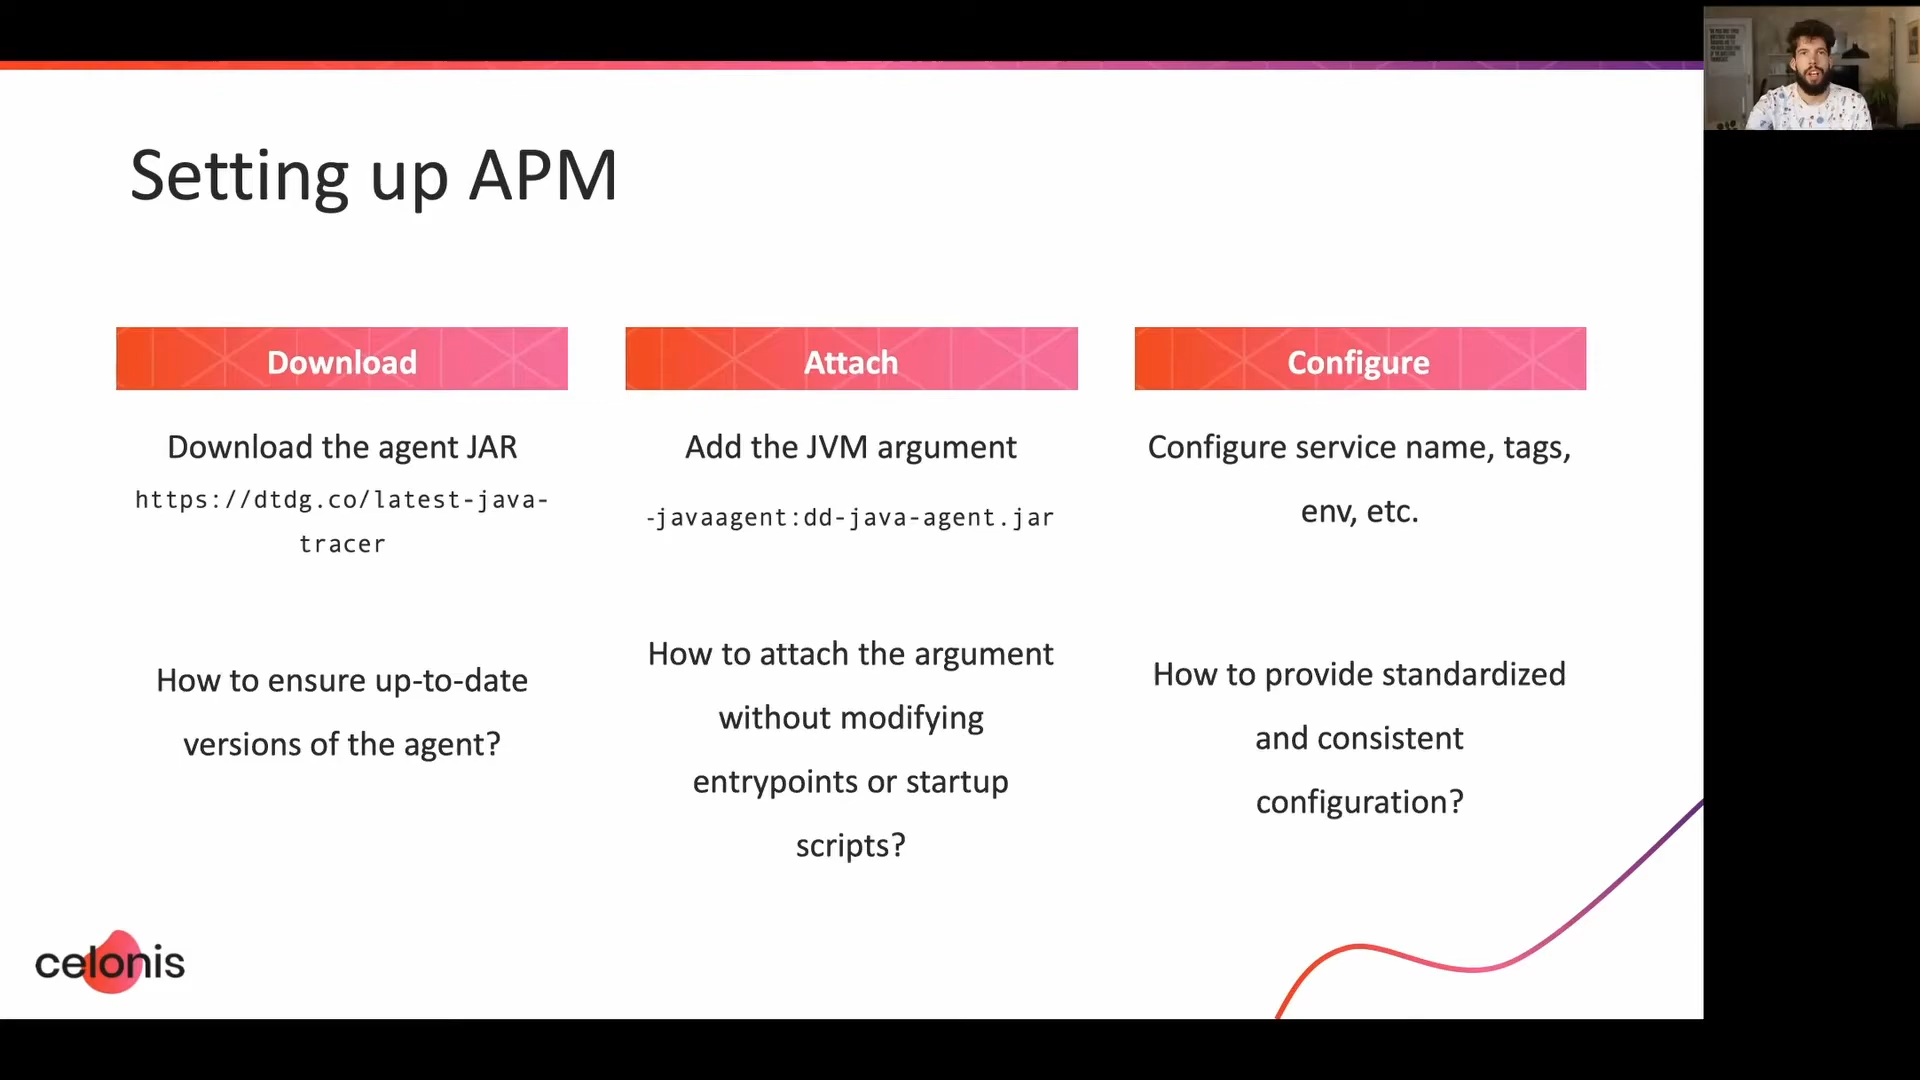 Setting up APM
Download
Download the agent JAR
https://dtdg.co/latest-java-
tracer
How to ensure up-to-date
versions of the agent?
Attach
Add the JVM argument
-javaagent:dd-java-agent.jar
How to attach the argument
without modifying
entrypoints or startup
scripts?
Configure
Configure service name, tags,
env, etc.
How to provide standardized
and consistent
configuration?
celonis